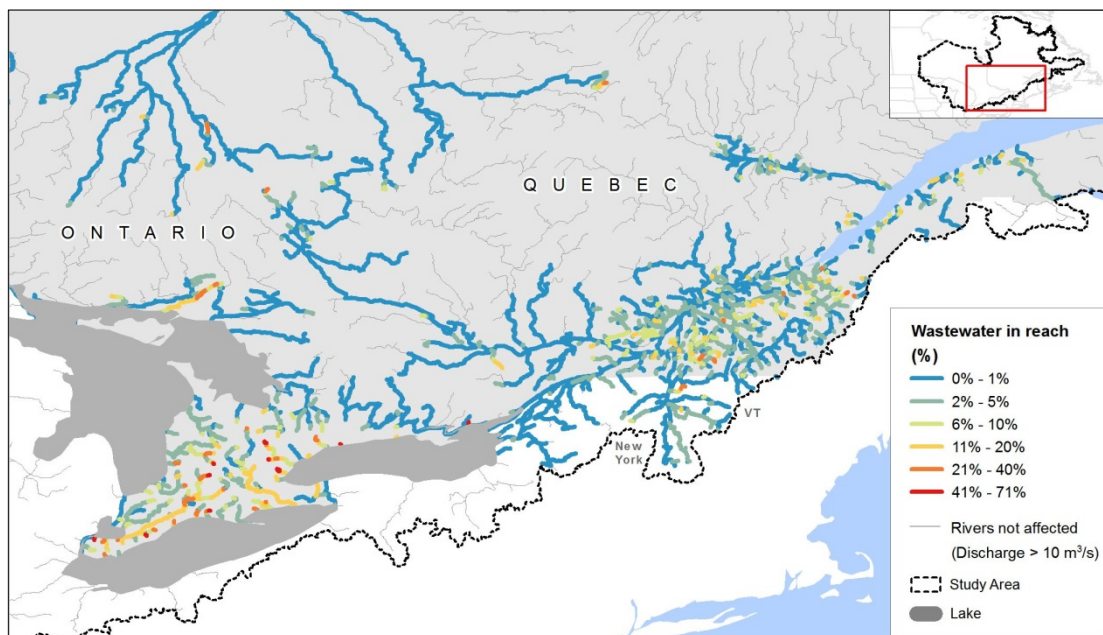 QUEBEC
ONTARIO
VT
New
York
Wastewater in reach
(%)
0% - 1%
2% - 5%
6% - 10%
11% - 20%
21% - 40%
41% - 71%
Rivers not affected
(Discharge > 10 m³/s)
Study Area
Lake